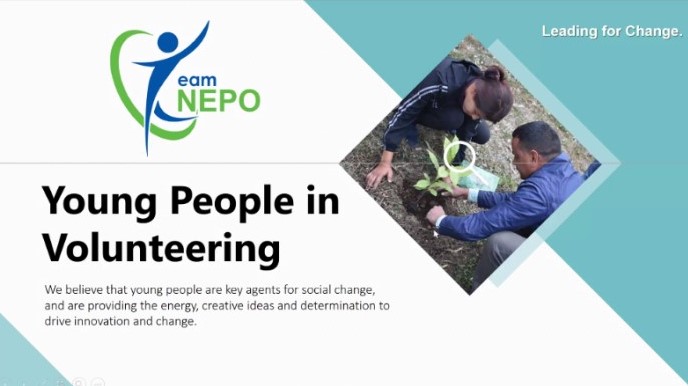 Leading for Change.
Team
NEPO
Young People in
Volunteering
We believe that young people are key agents for social change,
and are providing the energy, creative ideas and determination to
drive innovation and change.